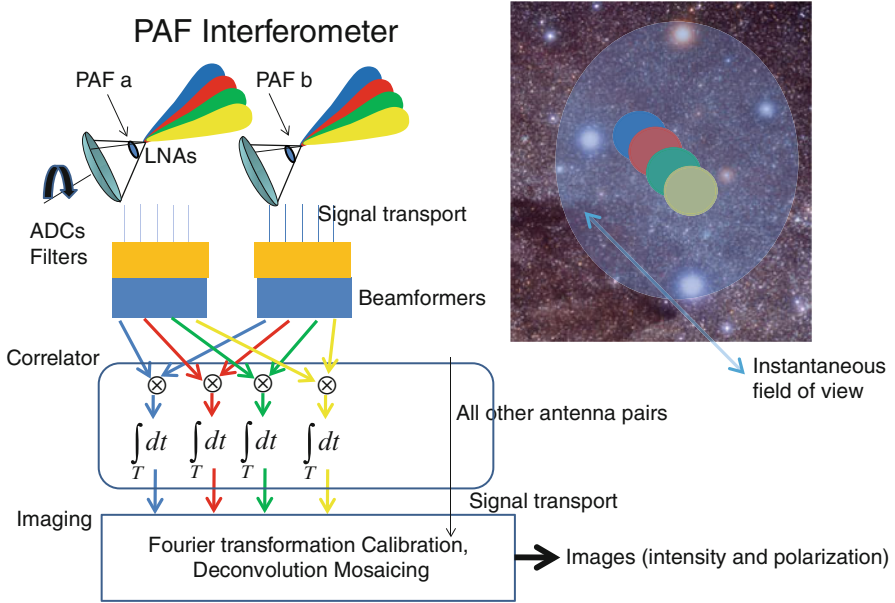 PAF Interferometer
PAF a
PAF b
LNAs
ADCs
Filters
Signal transport
Beamformers
Correlator
⊗ ⊗ ⊗ ⊗
∫ dt ∫ dt ∫ dt ∫ dt
T T T T
All other antenna pairs
Instantaneous
field of view
Signal transport
Imaging
Fourier transformation Calibration,
Deconvolution Mosaicing
Images (intensity and polarization)